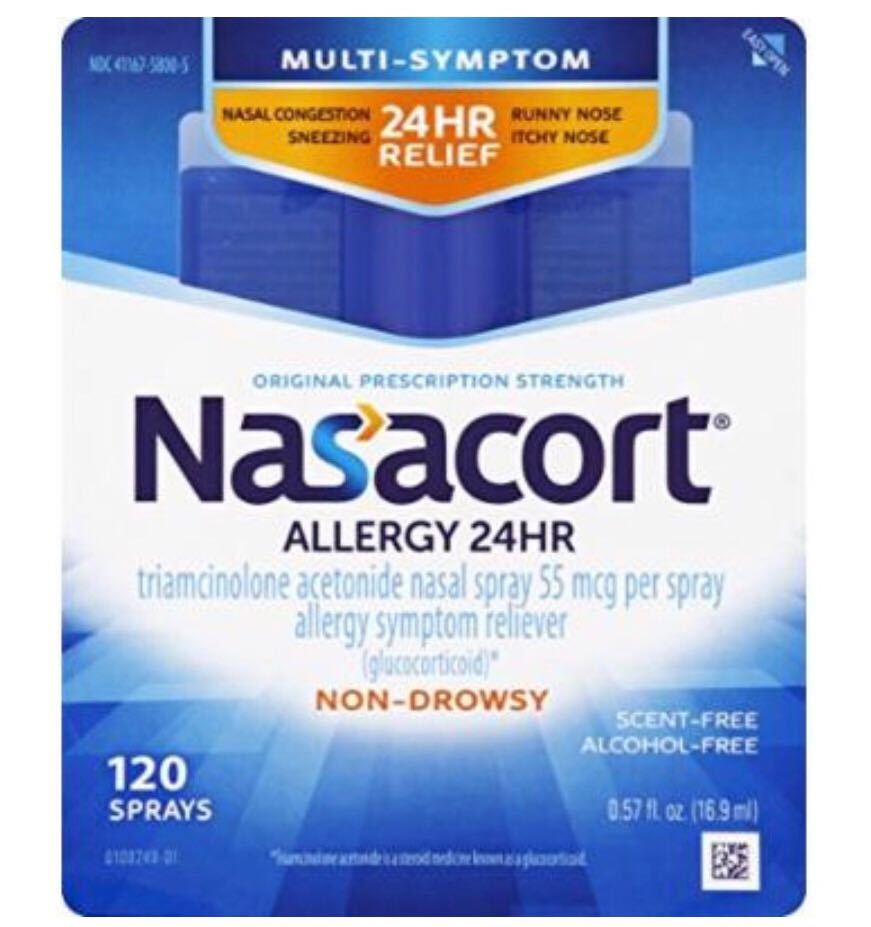 NDC 41167-5800-5
MULTI-SYMPTOM
EASY OPEN
NASAL CONGESTION
SNEEZING
24HR
RELIEF
RUNNY NOSE
ITCHY NOSE
ORIGINAL PRESCRIPTION STRENGTH
Nasacort®
ALLERGY 24HR
triamcinolone acetonide nasal spray 55 mcg per spray
allergy symptom reliever
(glucocorticoid)*
NON-DROWSY
SCENT-FREE
ALCOHOL-FREE
120
SPRAYS
0.57 fl. oz. (16.9 ml)
*Triamcinolone acetonide is a steroid medicine known as a glucocorticoid.